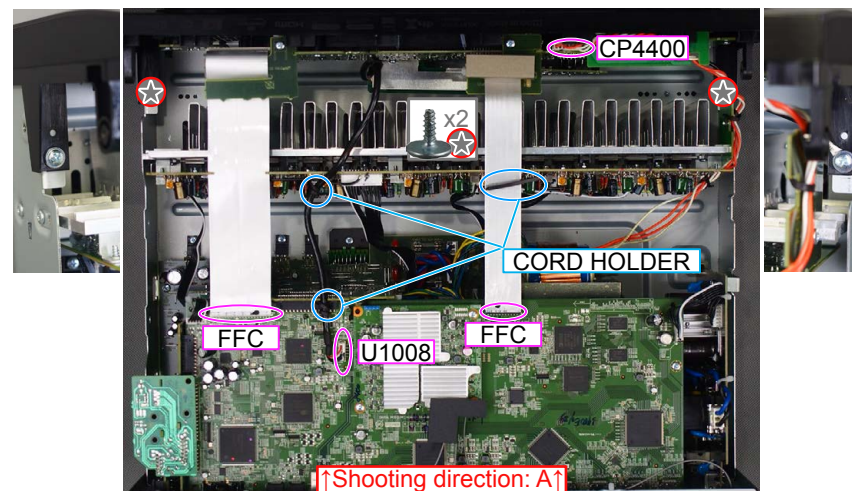 CP4400
x2
CORD HOLDER
FFC
FFC
U1008
↑Shooting direction: A↑